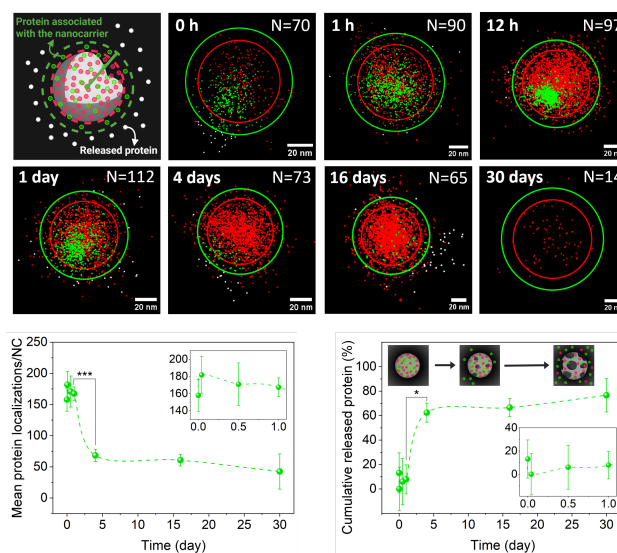 Protein associated
with the nanocarrier
Released protein
0 h N=70
20 nm
1 h N=90
20 nm
12 h N=97
20 nm
1 day N=112
20 nm
4 days N=73
20 nm
16 days N=65
20 nm
30 days N=14
20 nm
Mean protein localizations/NC
250
200
150
100
50
0
***
180
160
140
0.0 0.5 1.0
0 5 10 15 20 25 30
Time (day)
Cumulative released protein (%)
100
80
60
40
20
0
*
40
20
0
0.0 0.5 1.0
0 5 10 15 20 25 30
Time (day)